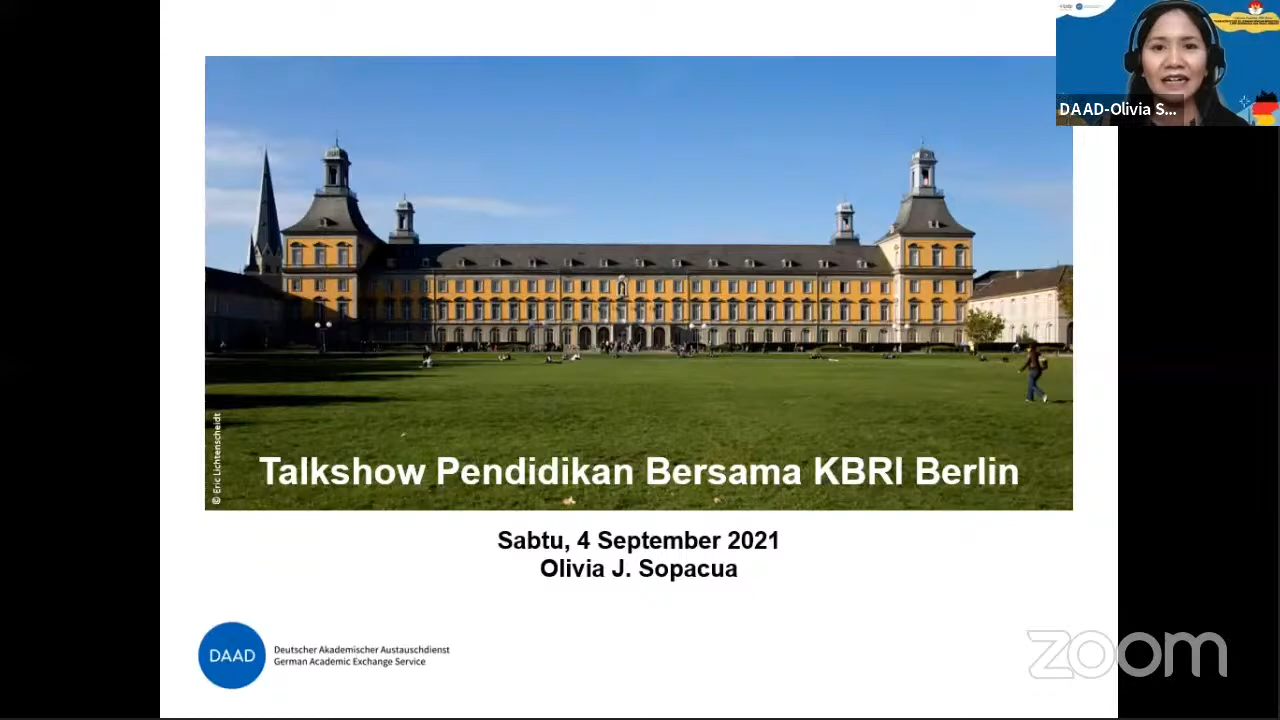 DAAD-Olivia S...
© Eric Lichtenscheidt
Talkshow Pendidikan Bersama KBRI Berlin
Sabtu, 4 September 2021
Olivia J. Sopacua
DAAD
Deutscher Akademischer Austauschdienst
German Academic Exchange Service
zoom